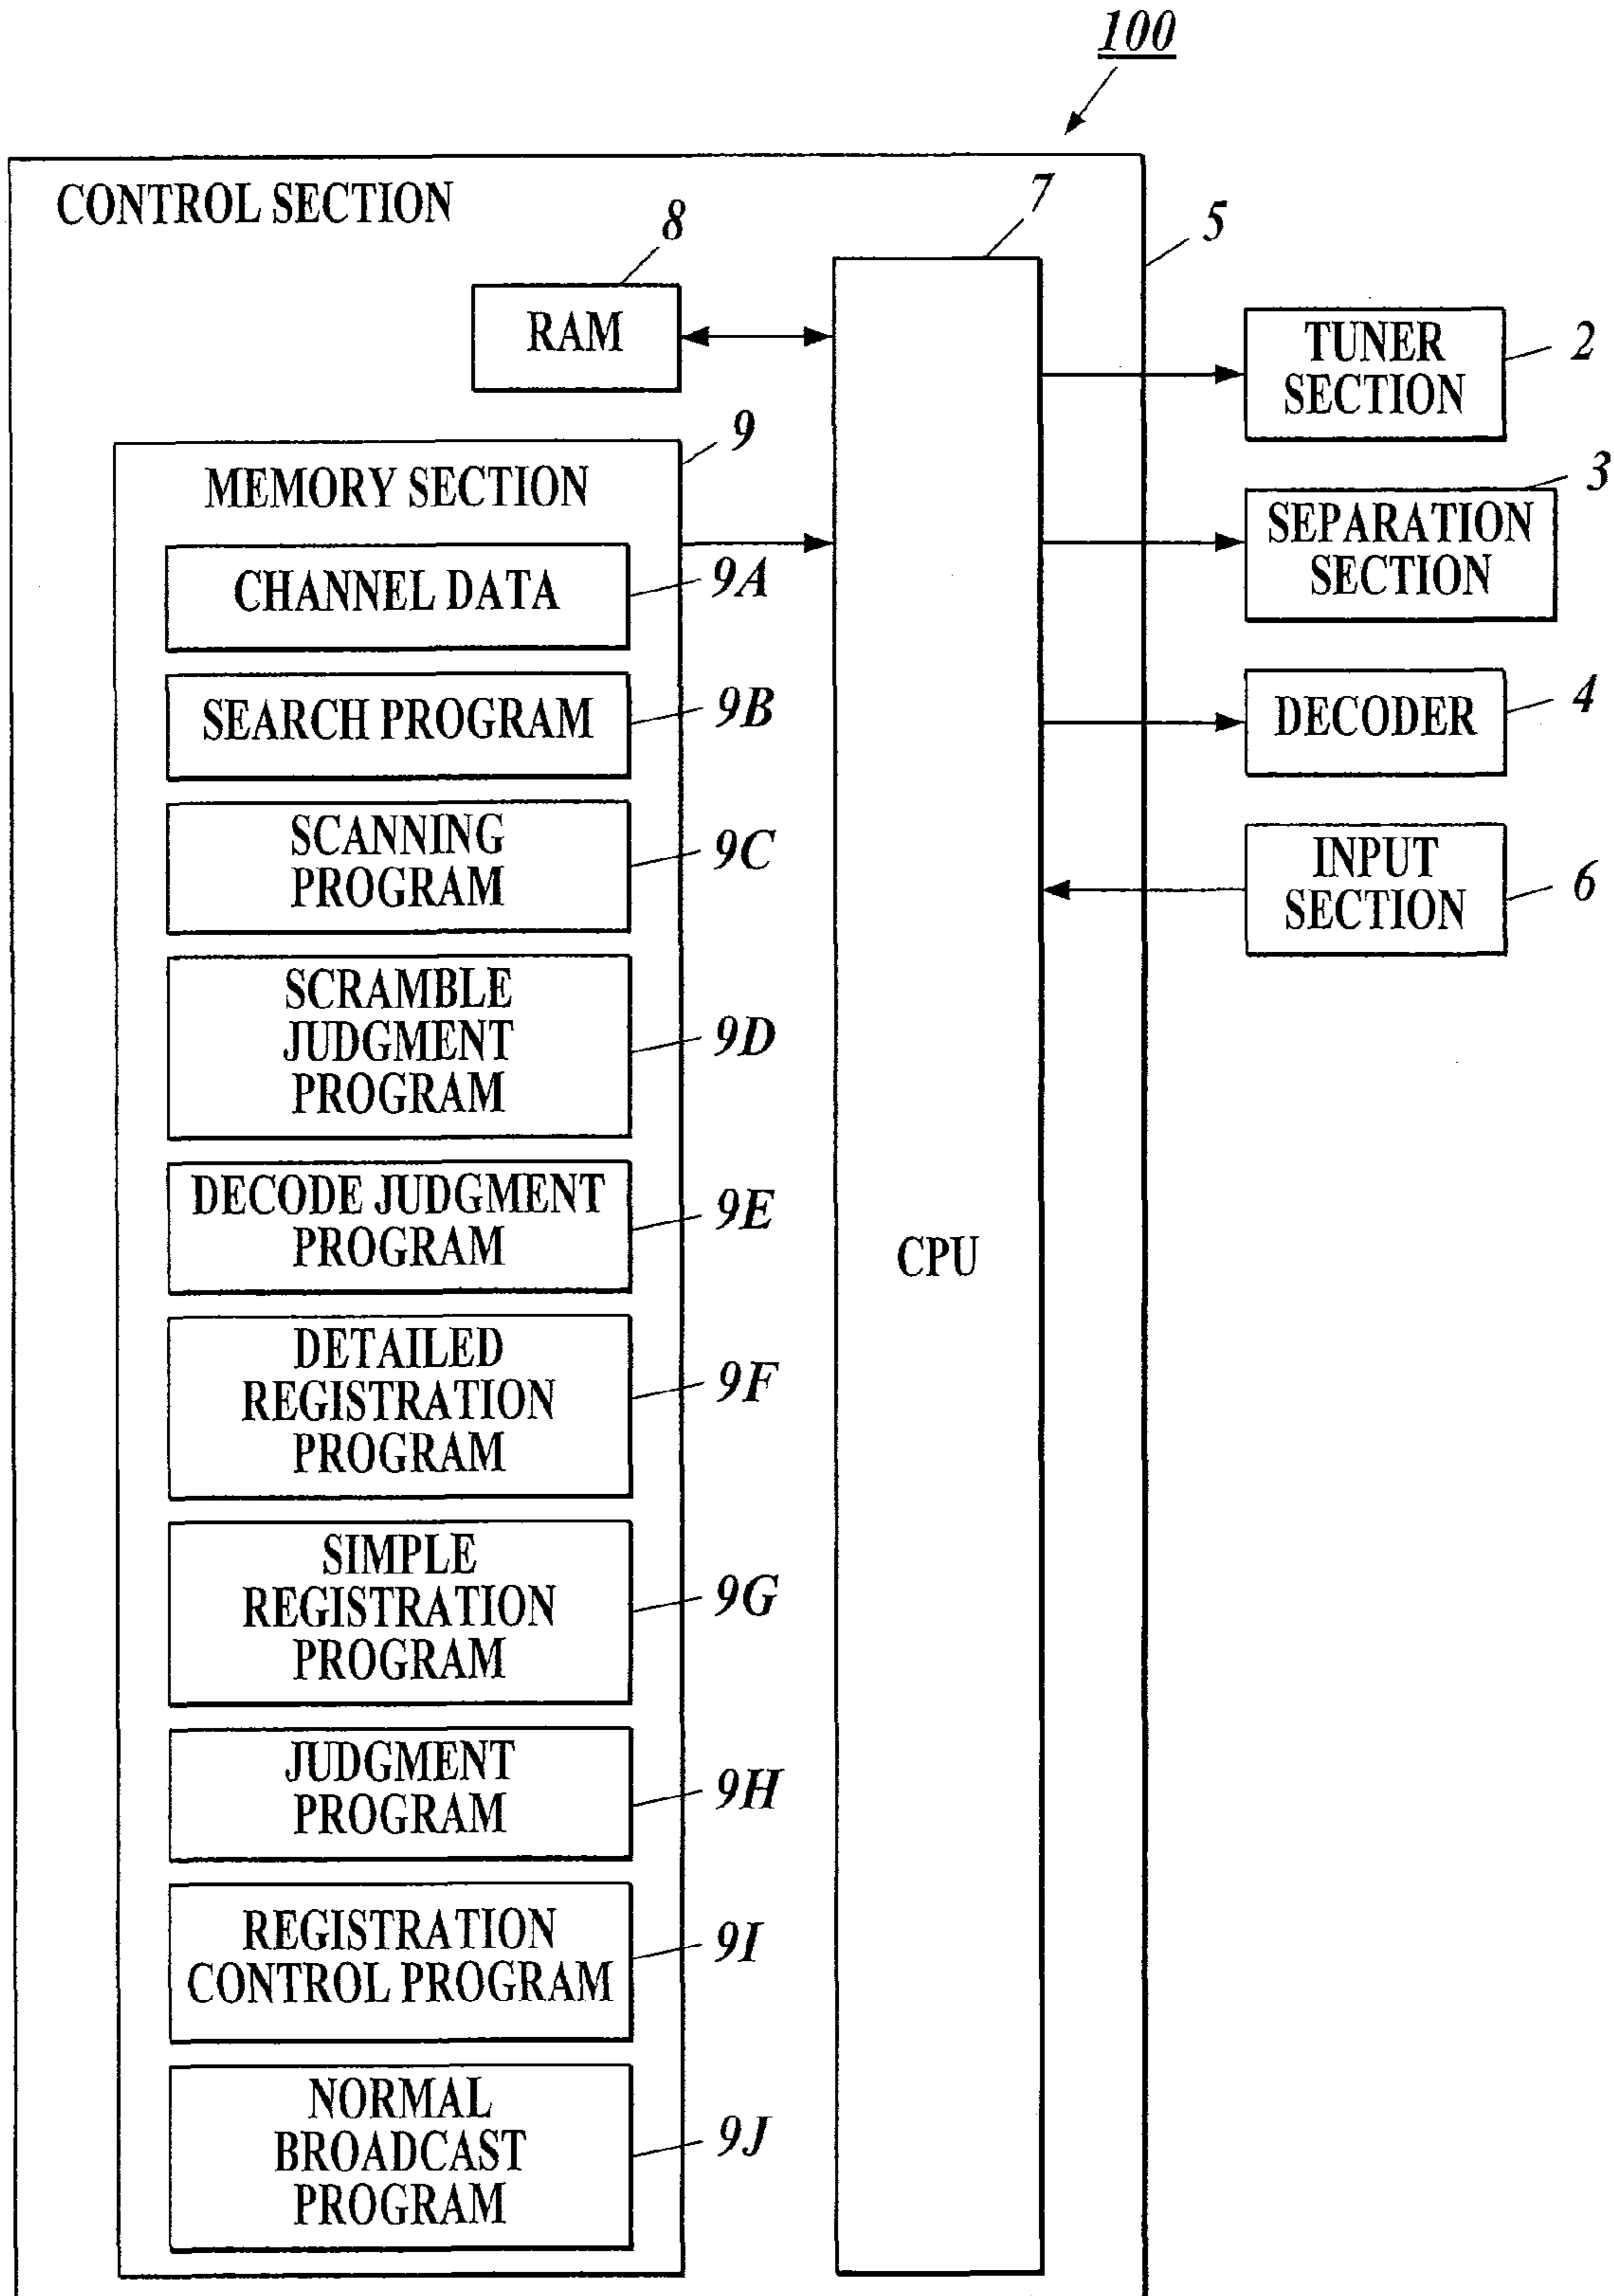 100
CONTROL SECTION
7
8
5
RAM
TUNER
SECTION
2
9
MEMORY SECTION
3
SEPARATION
SECTION
CHANNEL DATA
9A
SEARCH PROGRAM
9B
DECODER
4
SCANNING
PROGRAM
9C
INPUT
SECTION
6
SCRAMBLE
JUDGMENT
PROGRAM
9D
DECODE JUDGMENT
PROGRAM
9E
CPU
DETAILED
REGISTRATION
PROGRAM
9F
SIMPLE
REGISTRATION
PROGRAM
9G
JUDGMENT
PROGRAM
9H
REGISTRATION
CONTROL PROGRAM
9I
NORMAL
BROADCAST
PROGRAM
9J